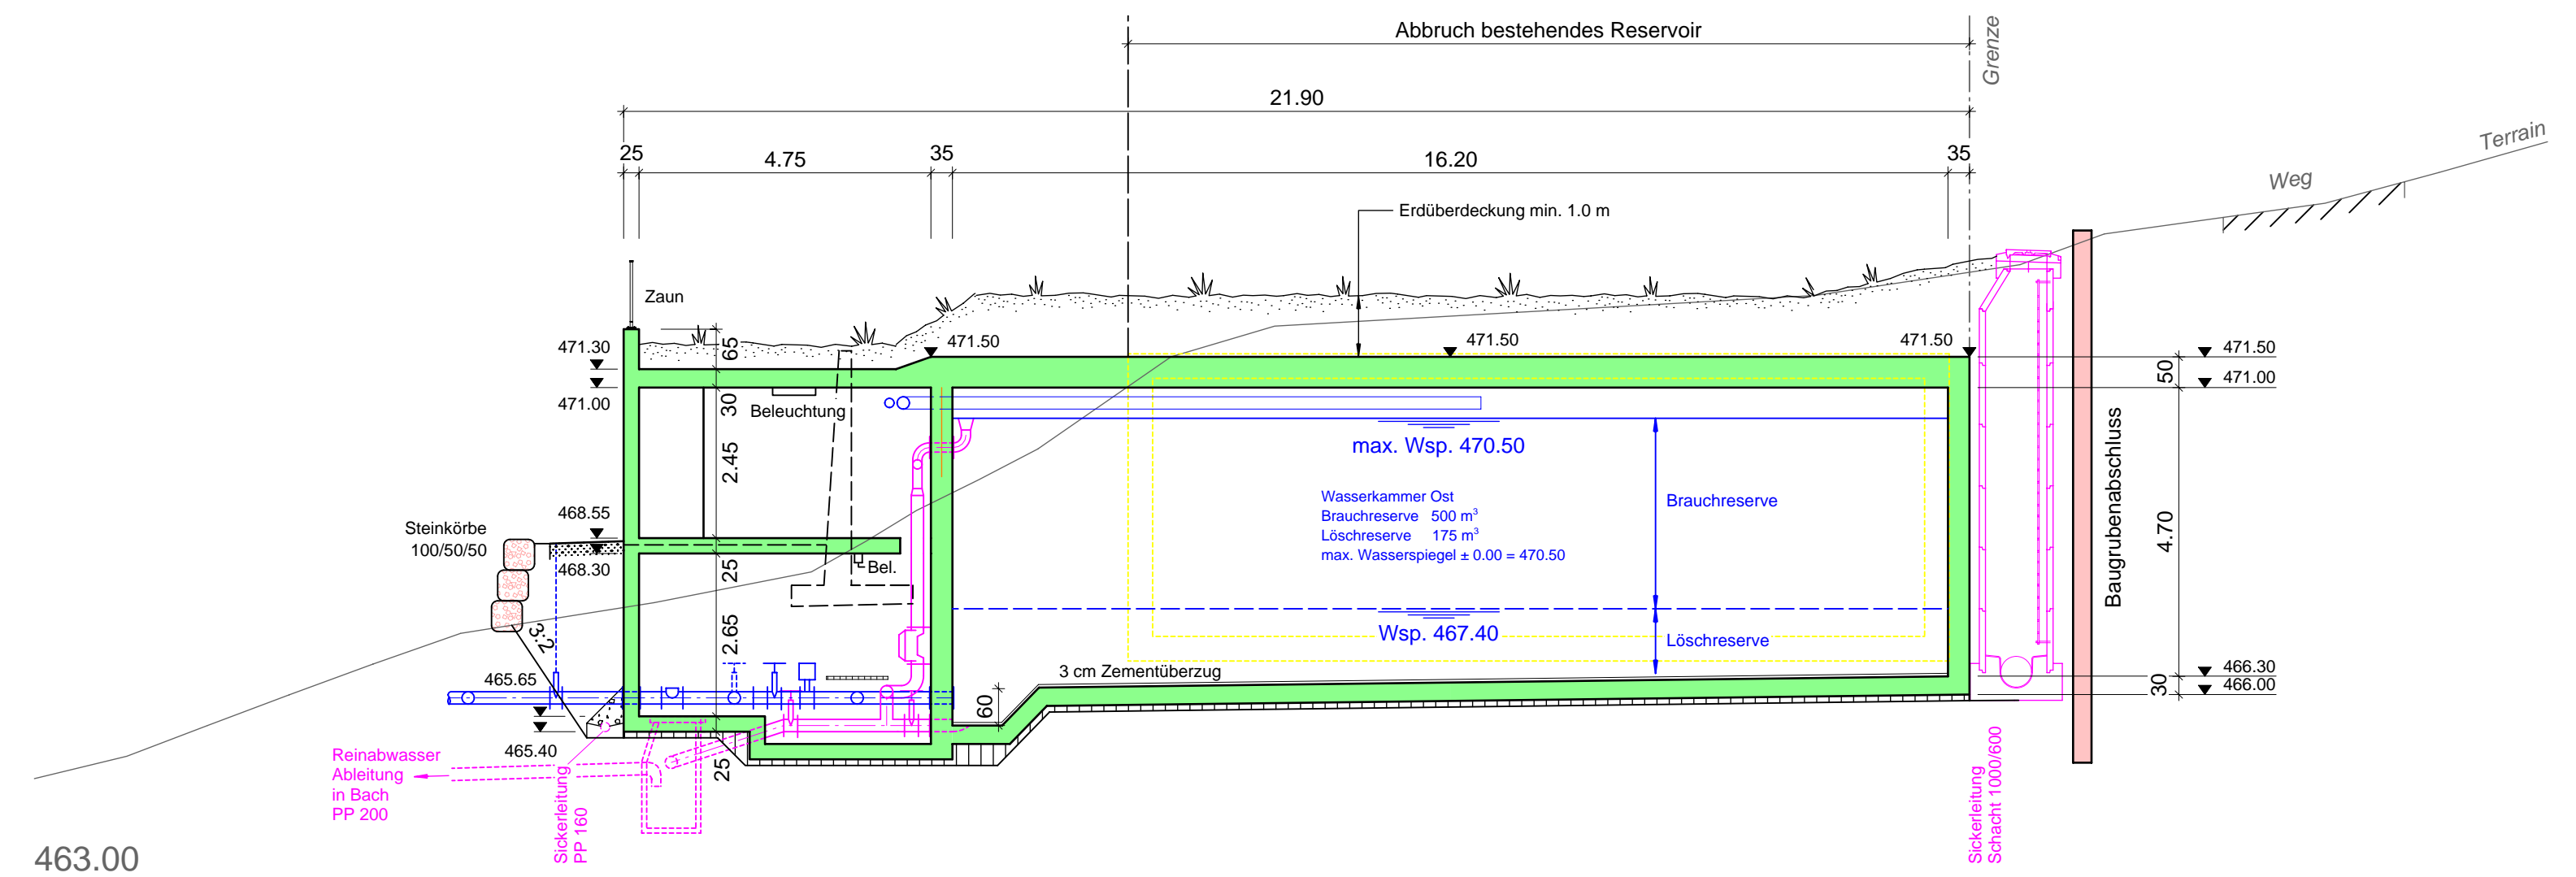 Abbruch bestehendes Reservoir
Grenze
21.90
25
4.75
35
16.20
35
Terrain
Weg
Erdüberdeckung min. 1.0 m
Zaun
471.30
471.00
65
471.50
471.50
471.50
471.50
471.00
50
30
Beleuchtung
2.45
max. Wsp. 470.50
Wasserkammer Ost
Brauchreserve 500 m³
Löschreserve 175 m³
max. Wasserspiegel ± 0.00 = 470.50
Brauchreserve
4.70
Baugrubenabschluss
Steinkörbe
100/50/50
468.55
468.30
25
Bel.
3:2
2.65
Wsp. 467.40
Löschreserve
3 cm Zementüberzug
60
465.65
465.40
25
466.30
466.00
30
Reinabwasser
Ableitung
in Bach
PP 200
Sickerleitung
PP 160
Sickerleitung
Schacht 1000/600
463.00